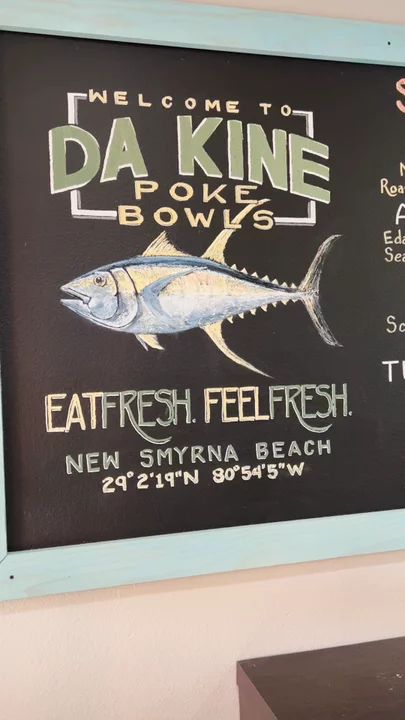 WELCOME TO
DA KINE
POKE
BOWLS
EATFRESH. FEELFRESH.
NEW SMYRNA BEACH
29°2'19"N 80°54'5"W